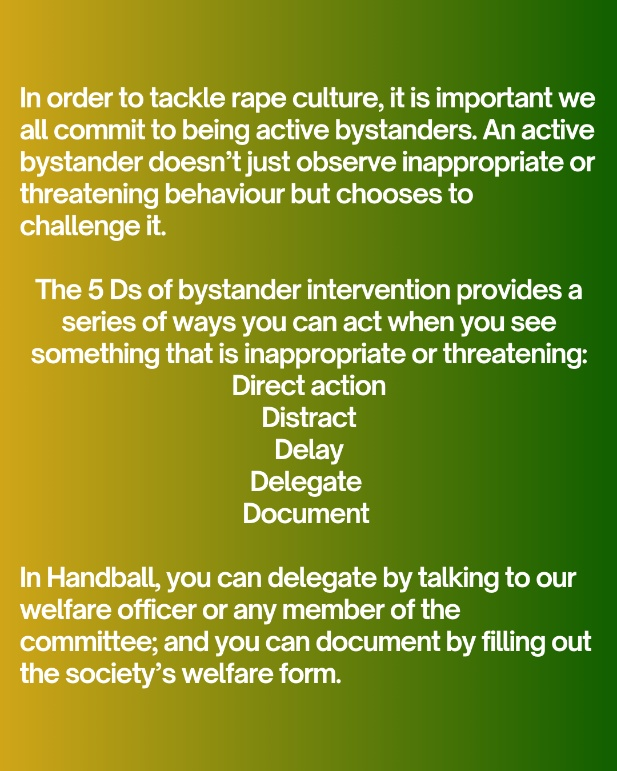 In order to tackle rape culture, it is important we
all commit to being active bystanders. An active
bystander doesn't just observe inappropriate or
threatening behaviour but chooses to
challenge it.
The 5 Ds of bystander intervention provides a
series of ways you can act when you see
something that is inappropriate or threatening:
Direct action
Distract
Delay
Delegate
Document
In Handball, you can delegate by talking to our
welfare officer or any member of the
committee; and you can document by filling out
the society's welfare form.